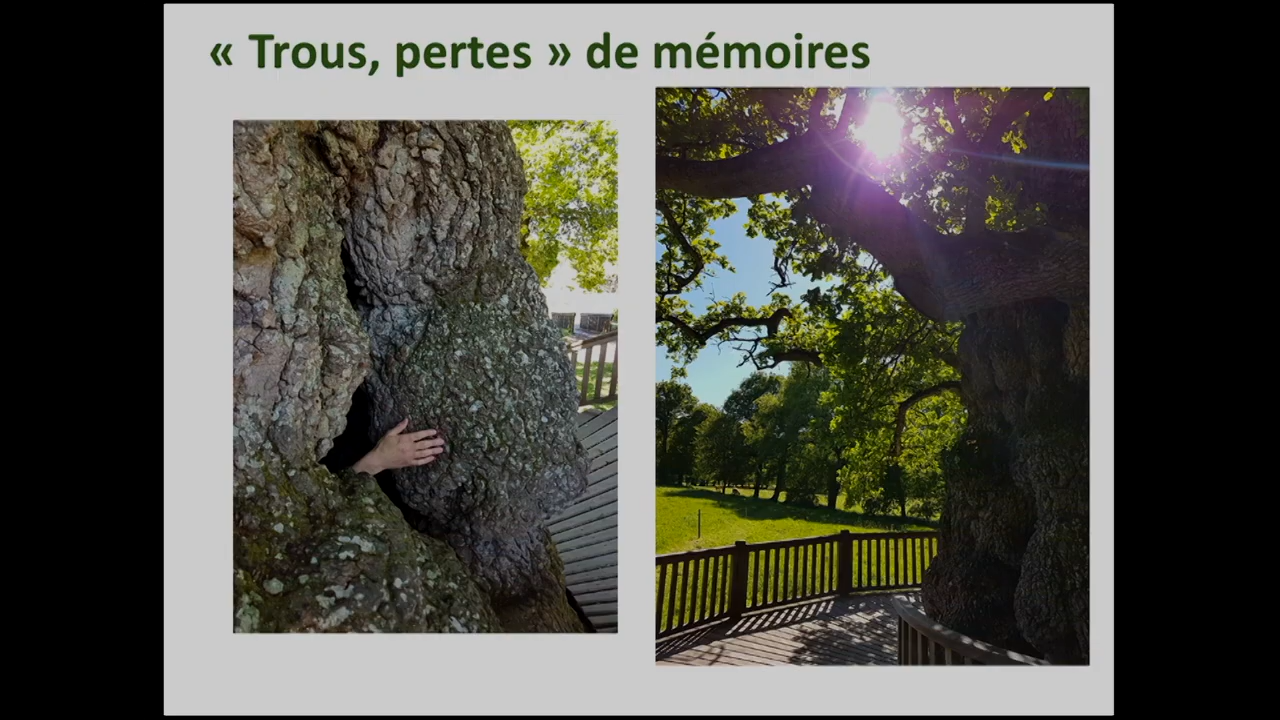 « Trous, pertes » de mémoires